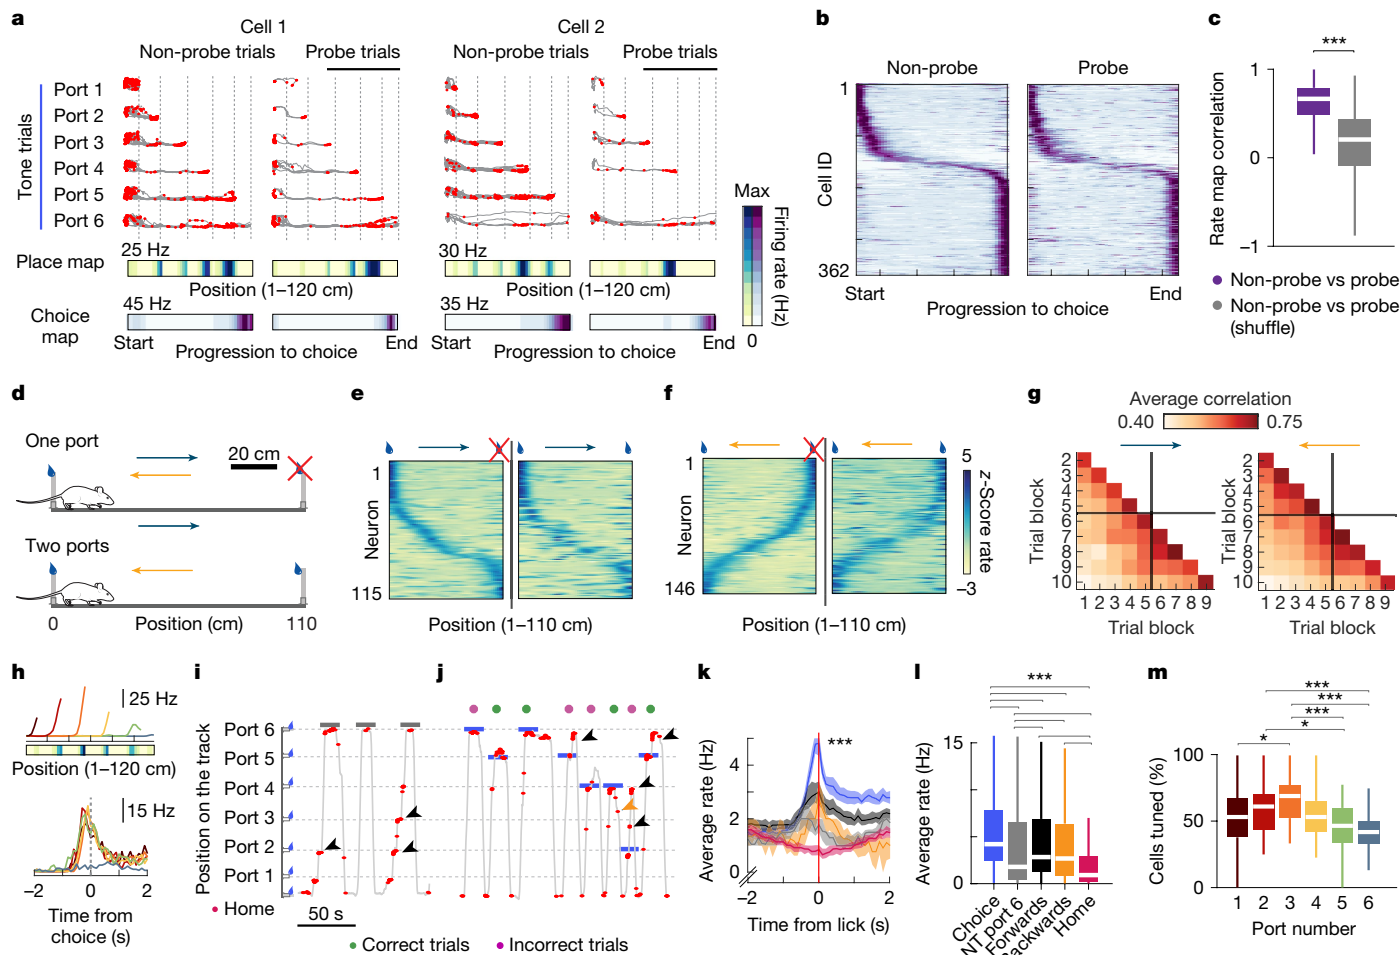 a
Cell 1
Cell 2
Non-probe trials
Probe trials
Non-probe trials
Probe trials
Tone trials
Port 1
Port 2
Port 3
Port 4
Port 5
Port 6
Place map
25 Hz
30 Hz
Position (1–120 cm)
Position (1–120 cm)
Choice map
45 Hz
35 Hz
Start
End
Start
End
Progression to choice
Progression to choice
Max
Firing rate (Hz)
0
b
Non-probe
Probe
1
Cell ID
362
Start
End
Progression to choice
c
***
Rate map correlation
1
0
−1
Non-probe vs probe
Non-probe vs probe
(shuffle)
d
One port
20 cm
Two ports
0
Position (cm)
110
e
1
Neuron
115
Position (1–110 cm)
f
1
Neuron
146
Position (1–110 cm)
5
z-Score rate
−3
g
Average correlation
0.40
0.75
Trial block
2
3
4
5
6
7
8
9
10
1 2 3 4 5 6 7 8 9
Trial block
Trial block
2
3
4
5
6
7
8
9
10
1 2 3 4 5 6 7 8 9
Trial block
h
25 Hz
Position (1–120 cm)
15 Hz
−2 0 2
Time from
choice (s)
i
Position on the track
Port 6
Port 5
Port 4
Port 3
Port 2
Port 1
Home
50 s
j
Correct trials
Incorrect trials
k
***
Average rate (Hz)
4
2
0
−2 0 2
Time from lick (s)
l
***
Average rate (Hz)
15
0
Choice
NT port 6
Forwards
Backwards
Home
m
***
***
***
*
*
Cells tuned (%)
100
50
0
1 2 3 4 5 6
Port number